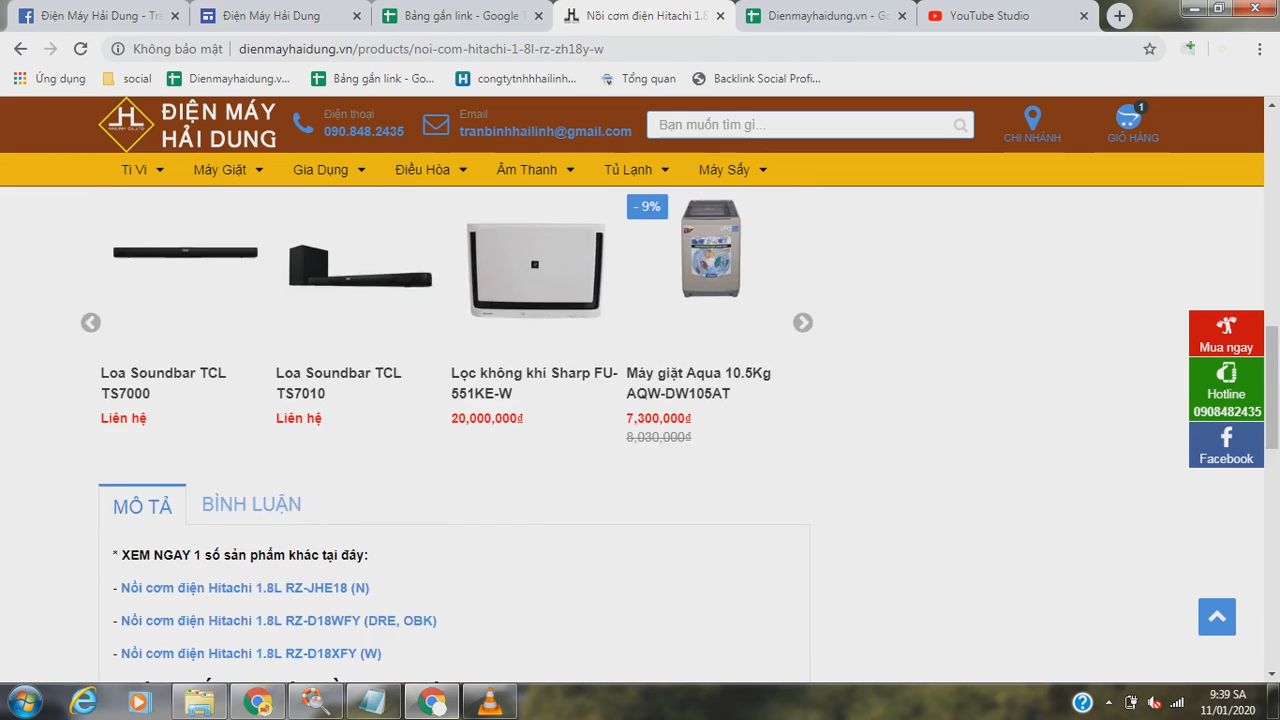 Điện Máy Hải Dung - Tra
Điện Máy Hải Dung
Bảng gắn link - Google T
Nồi cơm điện Hitachi 1.8
Dienmayhaidung.vn - Go
YouTube Studio
Không bảo mật | dienmayhaidung.vn/products/noi-com-hitachi-1-8l-rz-zh18y-w
Ứng dụng
social
Dienmayhaidung.v...
Bảng gắn link - Go...
congtytnhhhailinh...
Tổng quan
Backlink Social Profi...
ĐIỆN MÁY
HẢI DUNG
Điện thoại
090.848.2435
Email
tranbinhhailinh@gmail.com
Bạn muốn tìm gì...
CHI NHÁNH
1
GIỎ HÀNG
Ti Vi
Máy Giặt
Gia Dụng
Điều Hòa
Âm Thanh
Tủ Lạnh
Máy Sấy
- 9%
Loa Soundbar TCL
TS7000
Liên hệ
Loa Soundbar TCL
TS7010
Liên hệ
Lọc không khí Sharp FU-
551KE-W
20,000,000₫
Máy giặt Aqua 10.5Kg
AQW-DW105AT
7,300,000₫
8,030,000₫
Mua ngay
Hotline
0908482435
Facebook
MÔ TẢ
BÌNH LUẬN
* XEM NGAY 1 số sản phẩm khác tại đây:
- Nồi cơm điện Hitachi 1.8L RZ-JHE18 (N)
- Nồi cơm điện Hitachi 1.8L RZ-D18WFY (DRE, OBK)
- Nồi cơm điện Hitachi 1.8L RZ-D18XFY (W)
9:39 SA
11/01/2020